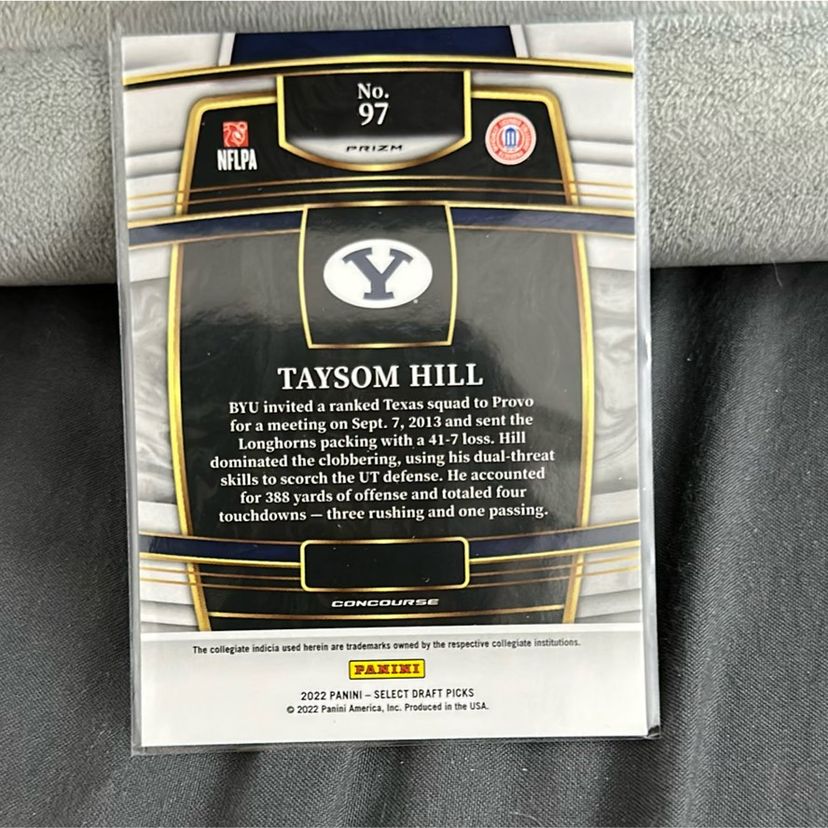 No.
97
PRIZM
NFLPA
Y
TAYSOM HILL
BYU invited a ranked Texas squad to Provo
for a meeting on Sept. 7, 2013 and sent the
Longhorns packing with a 41-7 loss. Hill
dominated the clobbering, using his dual-threat
skills to scorch the UT defense. He accounted
for 388 yards of offense and totaled four
touchdowns — three rushing and one passing.
CONCOURSE
The collegiate indicia used herein are trademarks owned by the respective collegiate institutions.
PANINI
2022 PANINI – SELECT DRAFT PICKS
© 2022 Panini America, Inc. Produced in the USA.